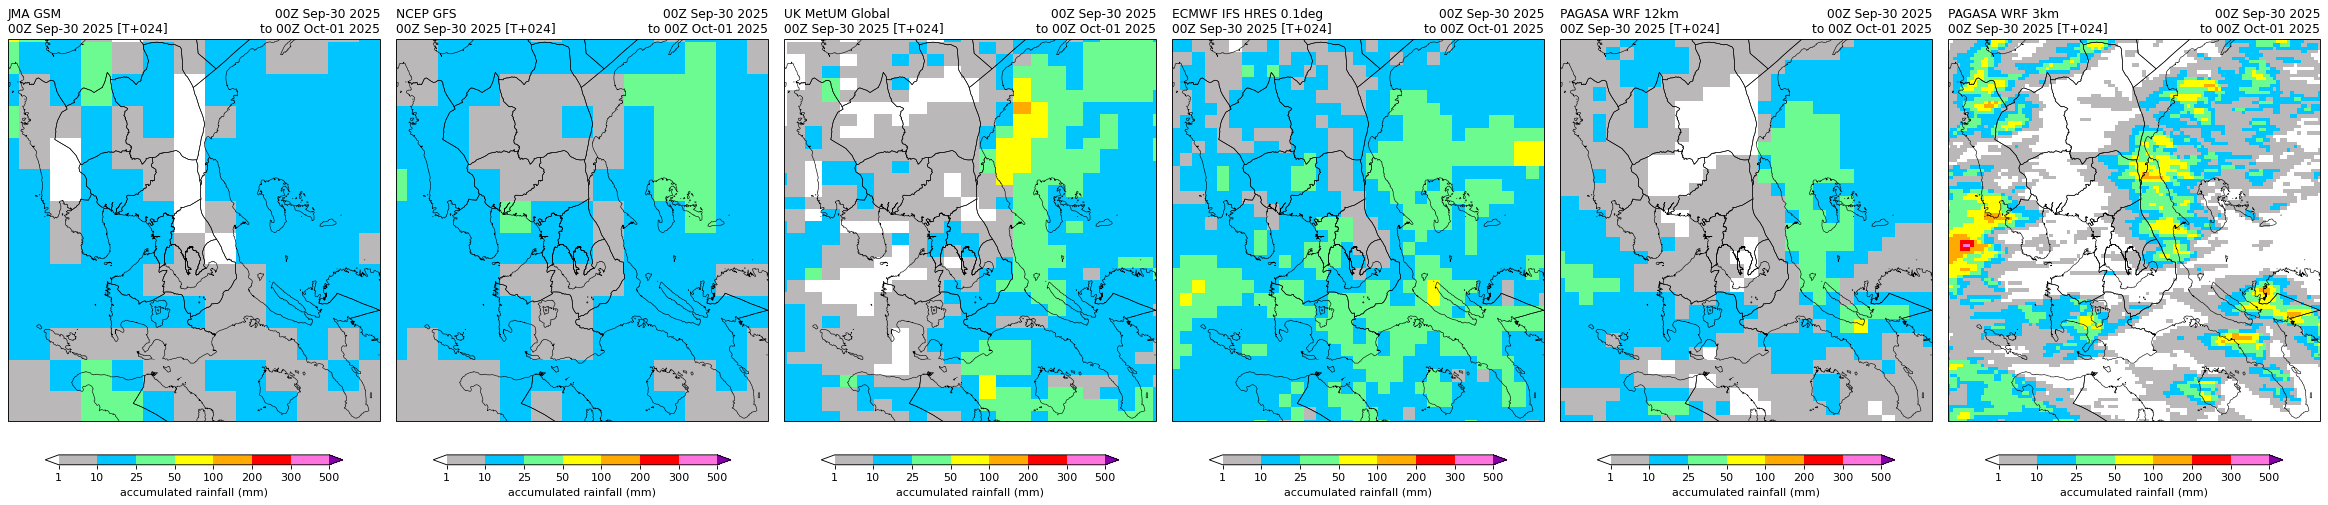 JMA GSM 00Z Sep-30 2025
00Z Sep-30 2025 [T+024] to 00Z Oct-01 2025
1 10 25 50 100 200 300 500
accumulated rainfall (mm)
NCEP GFS 00Z Sep-30 2025
00Z Sep-30 2025 [T+024] to 00Z Oct-01 2025
1 10 25 50 100 200 300 500
accumulated rainfall (mm)
UK MetUM Global 00Z Sep-30 2025
00Z Sep-30 2025 [T+024] to 00Z Oct-01 2025
1 10 25 50 100 200 300 500
accumulated rainfall (mm)
ECMWF IFS HRES 0.1deg 00Z Sep-30 2025
00Z Sep-30 2025 [T+024] to 00Z Oct-01 2025
1 10 25 50 100 200 300 500
accumulated rainfall (mm)
PAGASA WRF 12km 00Z Sep-30 2025
00Z Sep-30 2025 [T+024] to 00Z Oct-01 2025
1 10 25 50 100 200 300 500
accumulated rainfall (mm)
PAGASA WRF 3km 00Z Sep-30 2025
00Z Sep-30 2025 [T+024] to 00Z Oct-01 2025
1 10 25 50 100 200 300 500
accumulated rainfall (mm)